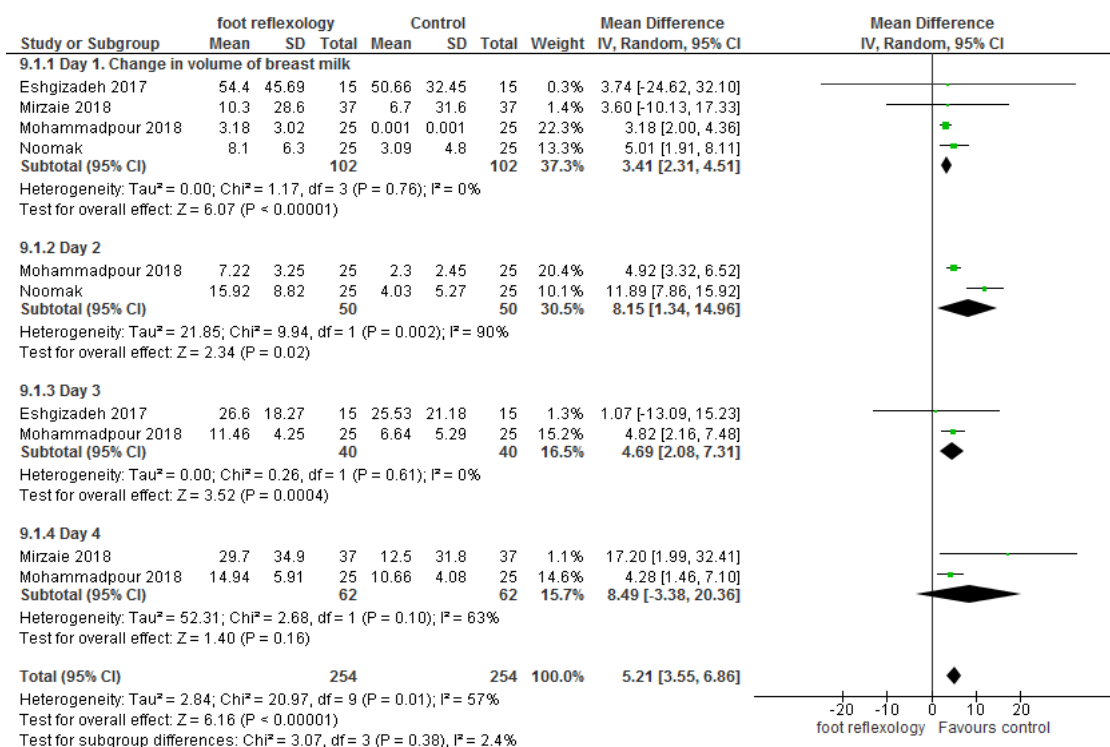 foot reflexology Control Mean Difference Mean Difference
Study or Subgroup Mean SD Total Mean SD Total Weight IV, Random, 95% CI IV, Random, 95% CI
9.1.1 Day 1. Change in volume of breast milk
Eshgizadeh 2017 54.4 45.69 15 50.66 32.45 15 0.3% 3.74 [-24.62, 32.10]
Mirzaie 2018 10.3 28.6 37 6.7 31.6 37 1.4% 3.60 [-10.13, 17.33]
Mohammadpour 2018 3.18 3.02 25 0.001 0.001 25 22.3% 3.18 [2.00, 4.36]
Noomak 8.1 6.3 25 3.09 4.8 25 13.3% 5.01 [1.91, 8.11]
Subtotal (95% CI) 102 102 37.3% 3.41 [2.31, 4.51]
Heterogeneity: Tau² = 0.00; Chi² = 1.17, df = 3 (P = 0.76); I² = 0%
Test for overall effect: Z = 6.07 (P < 0.00001)
9.1.2 Day 2
Mohammadpour 2018 7.22 3.25 25 2.3 2.45 25 20.4% 4.92 [3.32, 6.52]
Noomak 15.92 8.82 25 4.03 5.27 25 10.1% 11.89 [7.86, 15.92]
Subtotal (95% CI) 50 50 30.5% 8.15 [1.34, 14.96]
Heterogeneity: Tau² = 21.85; Chi² = 9.94, df = 1 (P = 0.002); I² = 90%
Test for overall effect: Z = 2.34 (P = 0.02)
9.1.3 Day 3
Eshgizadeh 2017 26.6 18.27 15 25.53 21.18 15 1.3% 1.07 [-13.09, 15.23]
Mohammadpour 2018 11.46 4.25 25 6.64 5.29 25 15.2% 4.82 [2.16, 7.48]
Subtotal (95% CI) 40 40 16.5% 4.69 [2.08, 7.31]
Heterogeneity: Tau² = 0.00; Chi² = 0.26, df = 1 (P = 0.61); I² = 0%
Test for overall effect: Z = 3.52 (P = 0.0004)
9.1.4 Day 4
Mirzaie 2018 29.7 34.9 37 12.5 31.8 37 1.1% 17.20 [1.99, 32.41]
Mohammadpour 2018 14.94 5.91 25 10.66 4.08 25 14.6% 4.28 [1.46, 7.10]
Subtotal (95% CI) 62 62 15.7% 8.49 [-3.38, 20.36]
Heterogeneity: Tau² = 52.31; Chi² = 2.68, df = 1 (P = 0.10); I² = 63%
Test for overall effect: Z = 1.40 (P = 0.16)
Total (95% CI) 254 254 100.0% 5.21 [3.55, 6.86]
Heterogeneity: Tau² = 2.84; Chi² = 20.97, df = 9 (P = 0.01); I² = 57%
Test for overall effect: Z = 6.16 (P < 0.00001)
Test for subgroup differences: Chi² = 3.07, df = 3 (P = 0.38), I² = 2.4%
-20 -10 0 10 20
foot reflexology Favours control